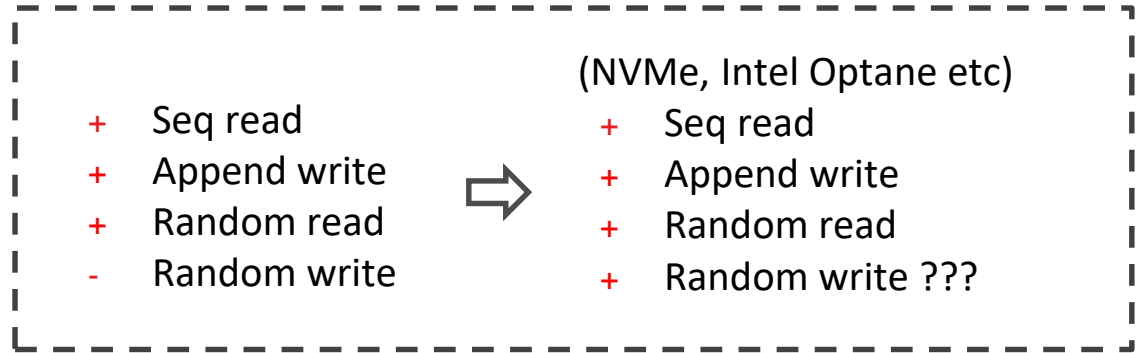 + Seq read
+ Append write
+ Random read
- Random write
(NVMe, Intel Optane etc)
+ Seq read
+ Append write
+ Random read
+ Random write ???